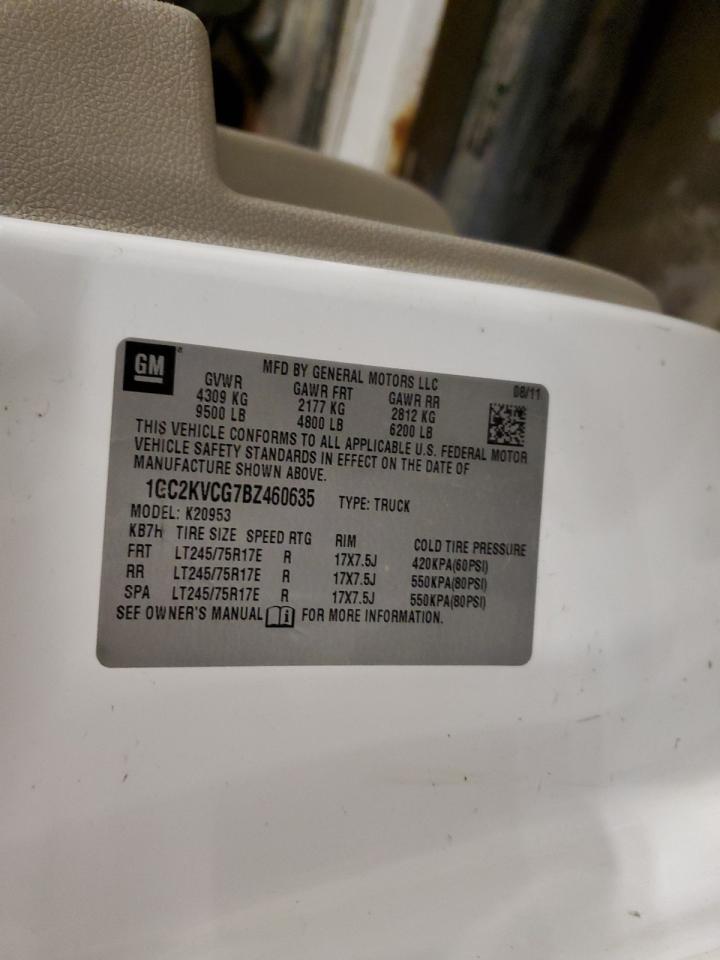 GM
MFD BY GENERAL MOTORS LLC 08/11
GVWR GAWR FRT GAWR RR
4309 KG 2177 KG 2812 KG
9500 LB 4800 LB 6200 LB
THIS VEHICLE CONFORMS TO ALL APPLICABLE U.S. FEDERAL MOTOR
VEHICLE SAFETY STANDARDS IN EFFECT ON THE DATE OF
MANUFACTURE SHOWN ABOVE.
1GC2KVCG7BZ460635 TYPE: TRUCK
MODEL: K20953
KB7H TIRE SIZE SPEED RTG RIM COLD TIRE PRESSURE
FRT LT245/75R17E R 17X7.5J 420KPA(60PSI)
RR LT245/75R17E R 17X7.5J 550KPA(80PSI)
SPA LT245/75R17E R 17X7.5J 550KPA(80PSI)
SEE OWNER'S MANUAL FOR MORE INFORMATION.